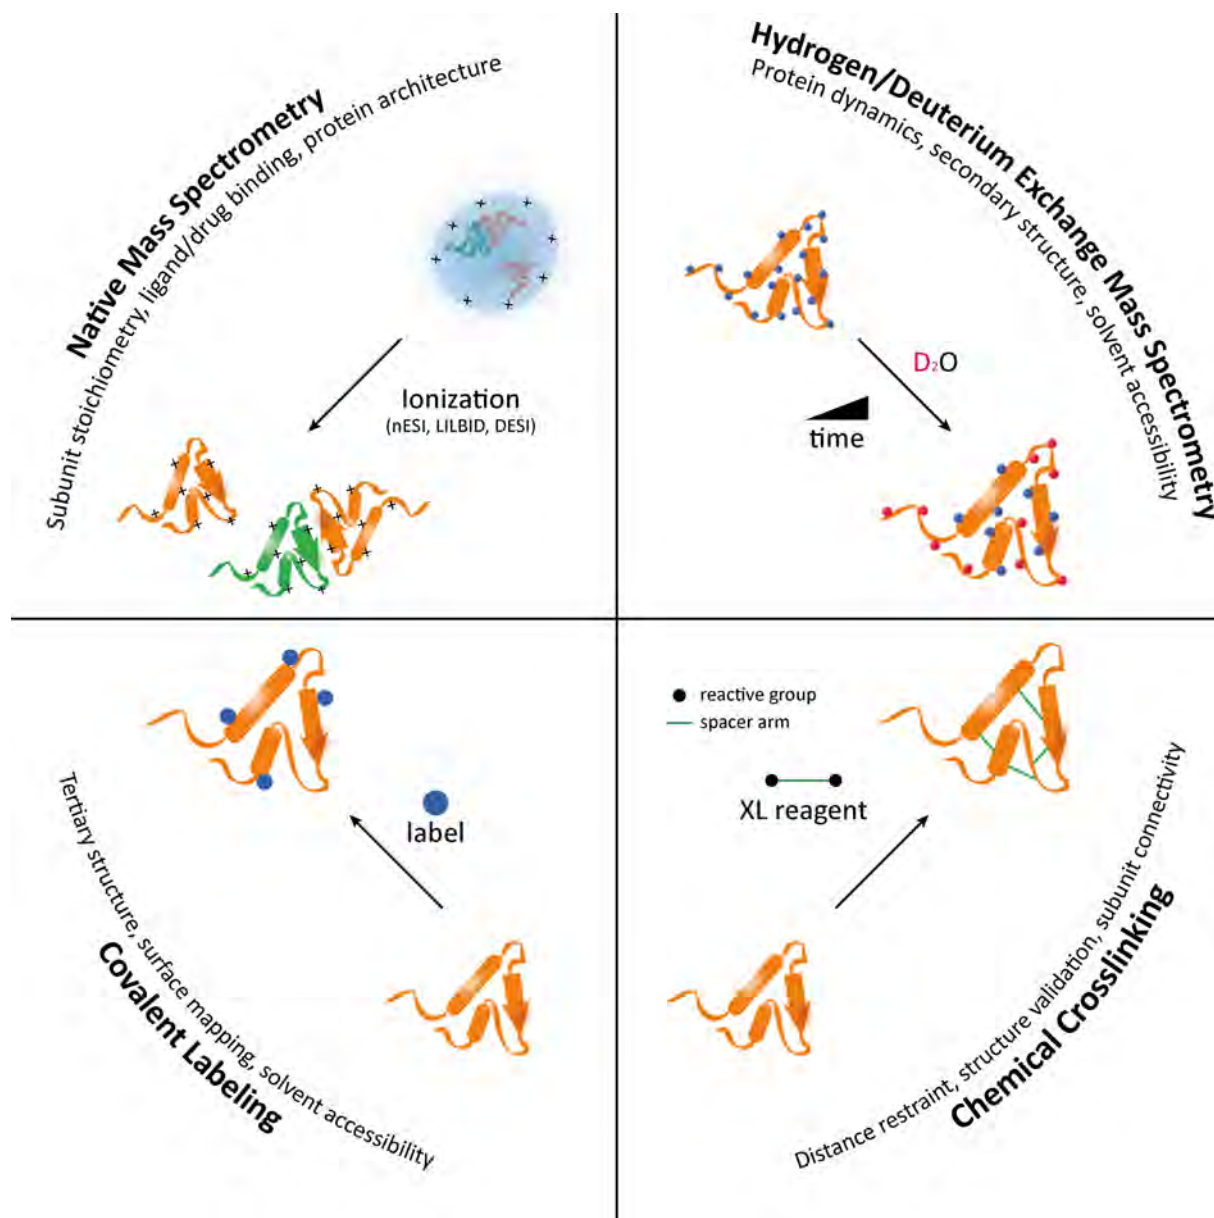 Native Mass Spectrometry
Subunit stoichiometry, ligand/drug binding, protein architecture
Ionization
(nESI, LILBID, DESI)
Hydrogen/Deuterium Exchange Mass Spectrometry
Protein dynamics, secondary structure, solvent accessibility
D₂O
time
label
Tertiary structure, surface mapping, solvent accessibility
Covalent Labeling
reactive group
spacer arm
XL reagent
Distance restraint, structure validation, subunit connectivity
Chemical Crosslinking